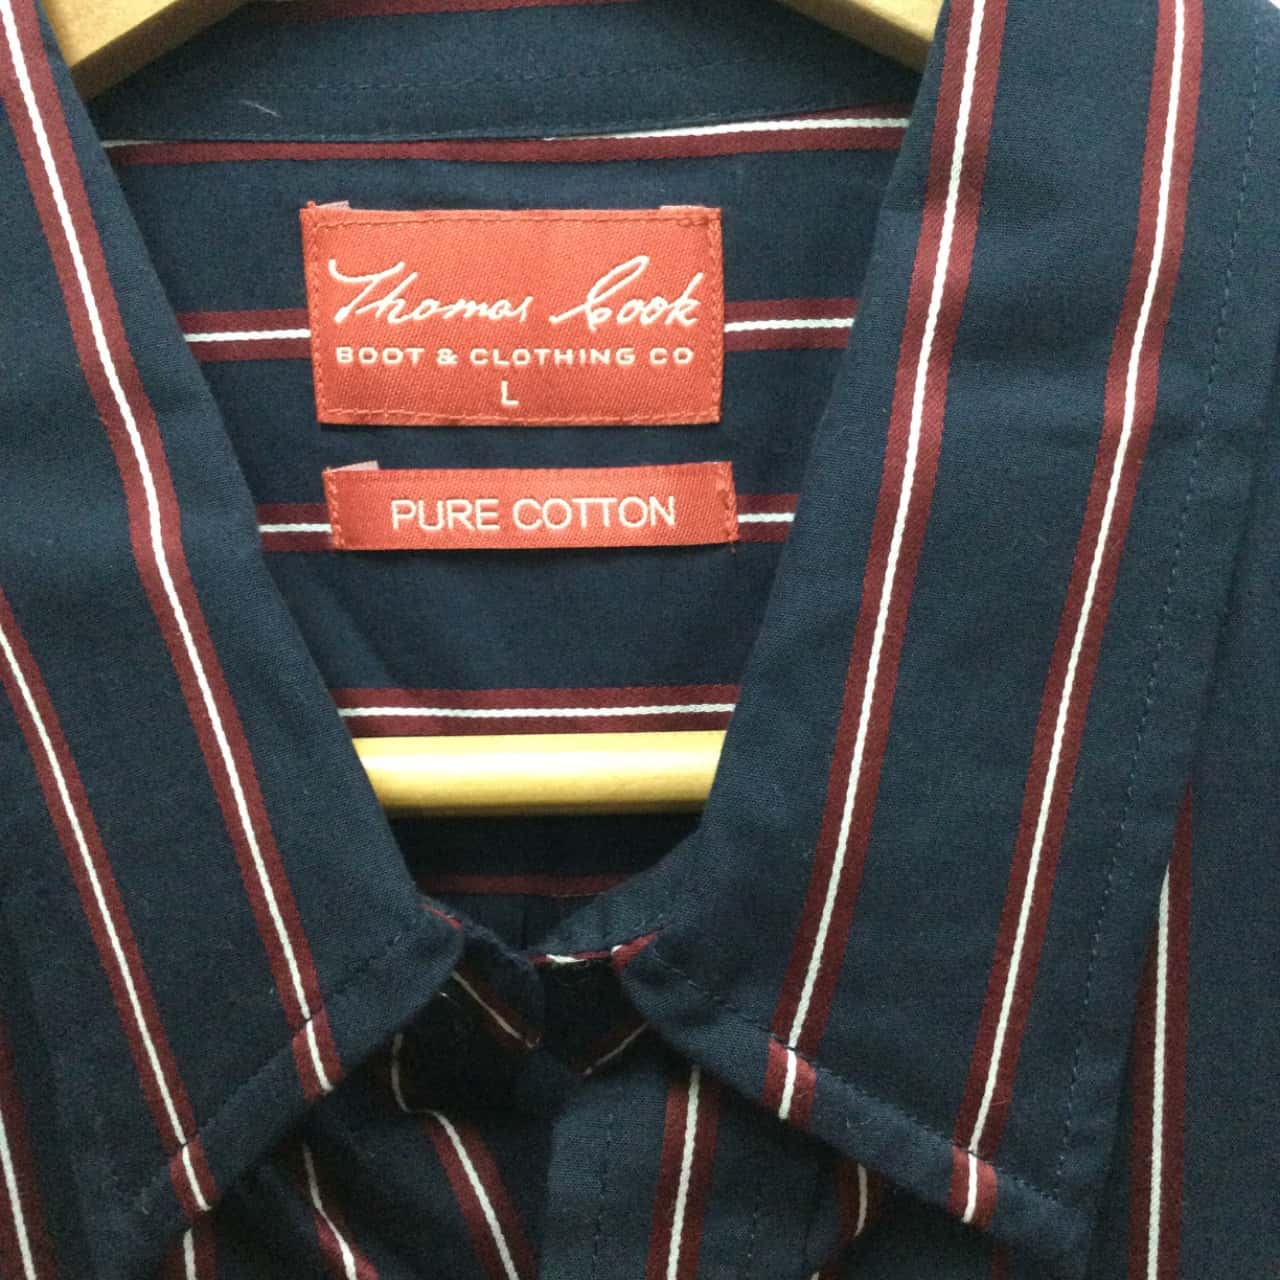 Thomas Cook
BOOT & CLOTHING CO
L
PURE COTTON